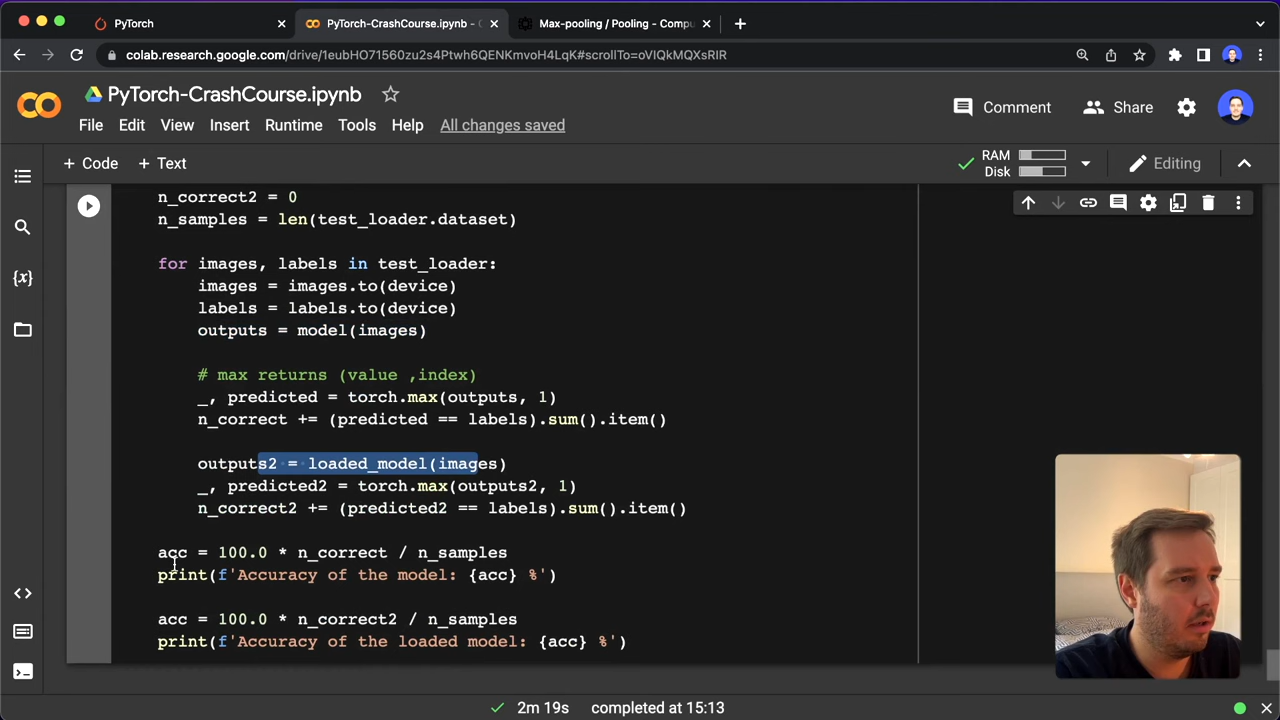 PyTorch
PyTorch-CrashCourse.ipynb - C
Max-pooling / Pooling - Compu
colab.research.google.com/drive/1eubHO71560zu2s4Ptwh6QENKmvoH4LqK#scrollTo=oVIQkMQXsRIR
PyTorch-CrashCourse.ipynb
Comment
Share
File Edit View Insert Runtime Tools Help All changes saved
+ Code + Text
RAM
Disk
Editing
n_correct2 = 0
n_samples = len(test_loader.dataset)
for images, labels in test_loader:
images = images.to(device)
labels = labels.to(device)
outputs = model(images)
# max returns (value ,index)
_, predicted = torch.max(outputs, 1)
n_correct += (predicted == labels).sum().item()
outputs2 = loaded_model(images)
_, predicted2 = torch.max(outputs2, 1)
n_correct2 += (predicted2 == labels).sum().item()
acc = 100.0 * n_correct / n_samples
print(f'Accuracy of the model: {acc} %')
acc = 100.0 * n_correct2 / n_samples
print(f'Accuracy of the loaded model: {acc} %')
2m 19s completed at 15:13